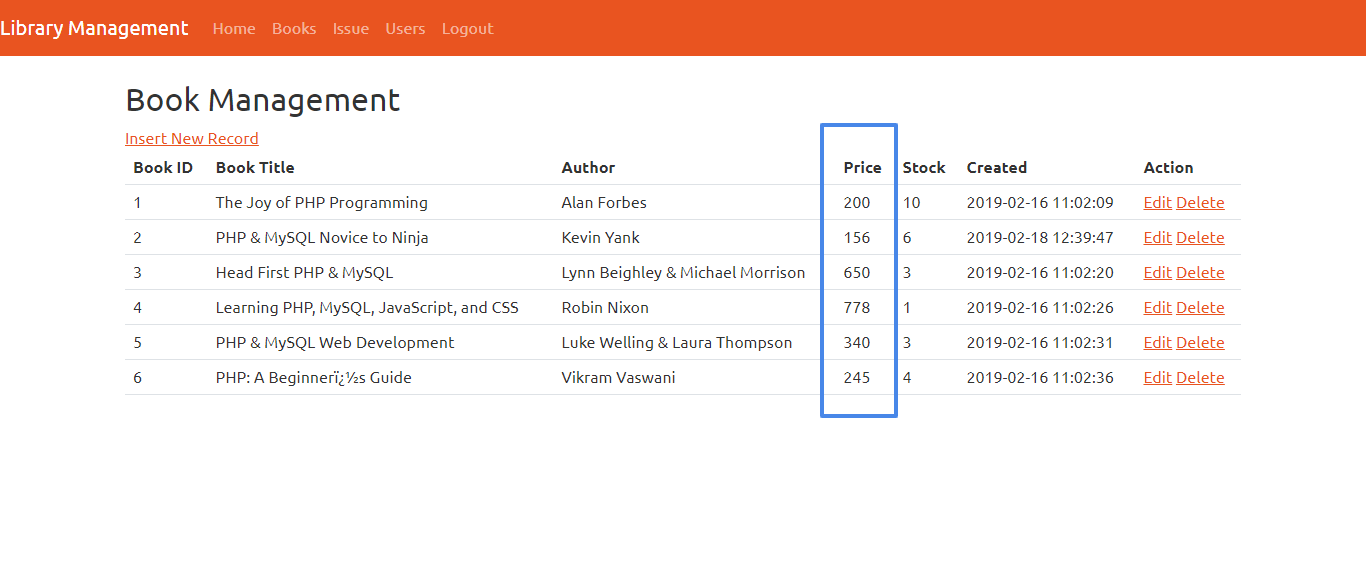 Library Management Home Books Issue Users Logout
Book Management
Insert New Record
Book ID Book Title Author Price Stock Created Action
1 The Joy of PHP Programming Alan Forbes 200 10 2019-02-16 11:02:09 Edit Delete
2 PHP & MySQL Novice to Ninja Kevin Yank 156 6 2019-02-18 12:39:47 Edit Delete
3 Head First PHP & MySQL Lynn Beighley & Michael Morrison 650 3 2019-02-16 11:02:20 Edit Delete
4 Learning PHP, MySQL, JavaScript, and CSS Robin Nixon 778 1 2019-02-16 11:02:26 Edit Delete
5 PHP & MySQL Web Development Luke Welling & Laura Thompson 340 3 2019-02-16 11:02:31 Edit Delete
6 PHP: A Beginnerï¿½s Guide Vikram Vaswani 245 4 2019-02-16 11:02:36 Edit Delete